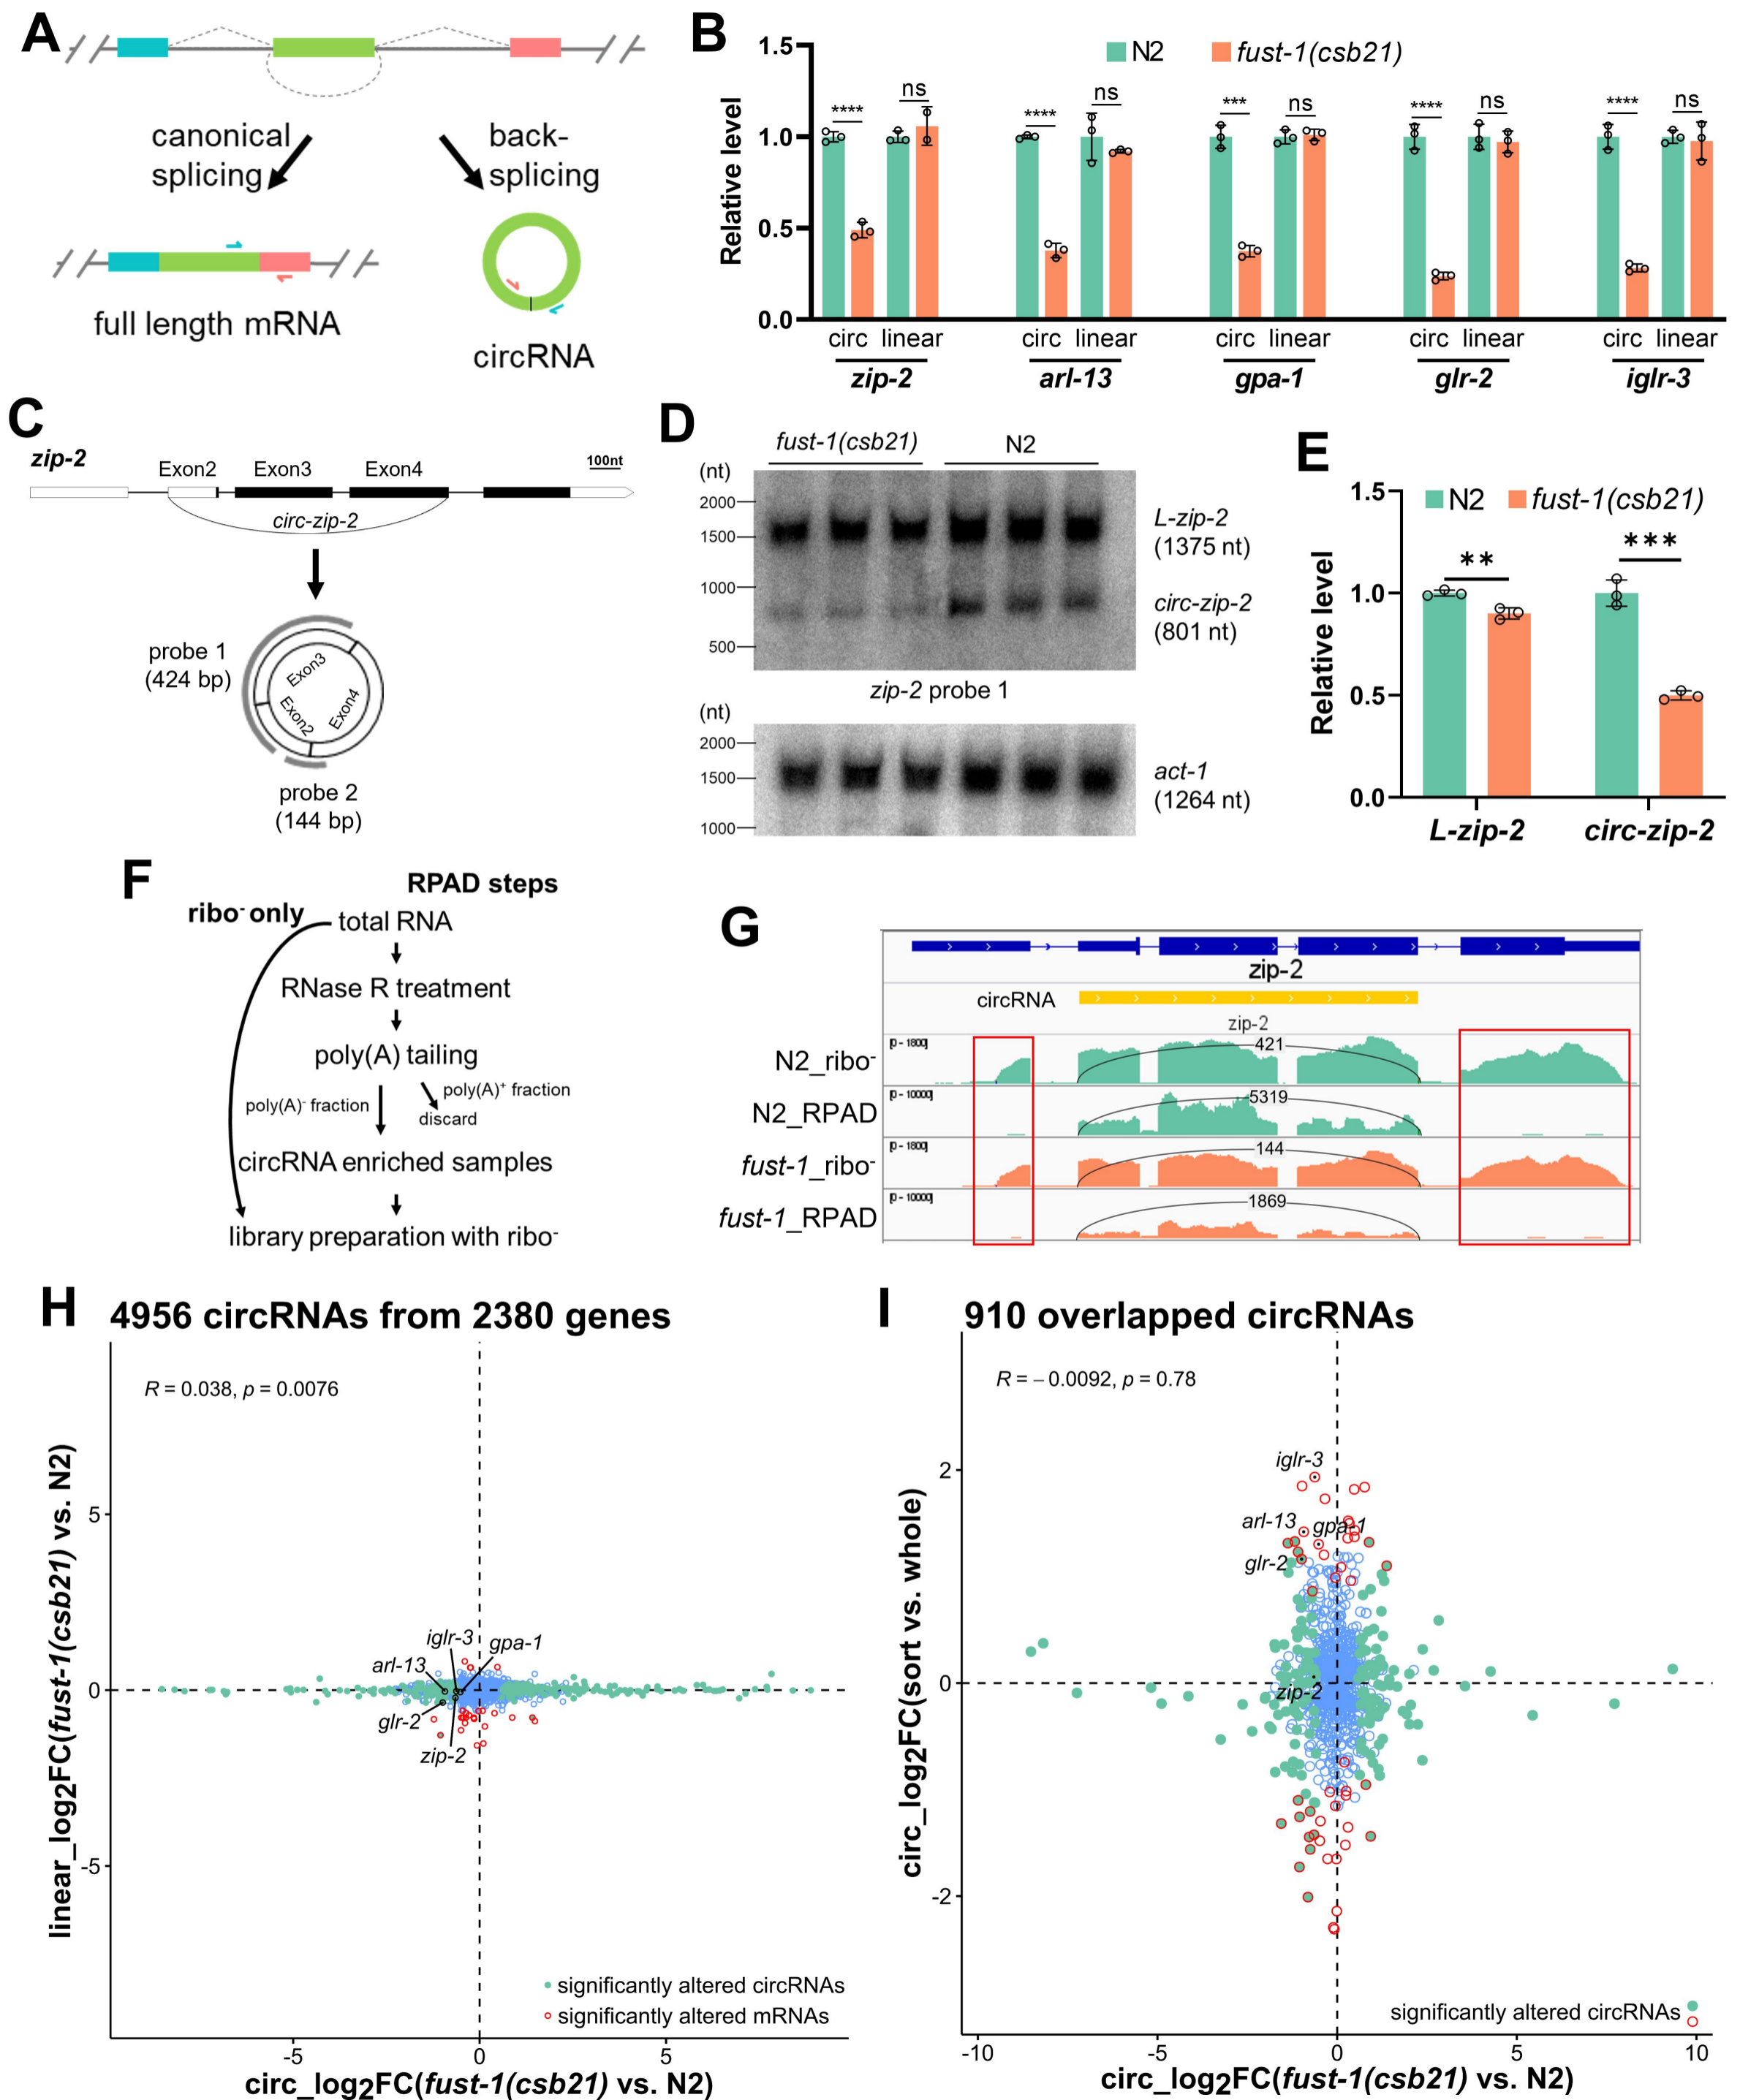 A
canonical
splicing
back-
splicing
full length mRNA
circRNA
B
N2
fust-1(csb21)
Relative level
1.5
1.0
0.5
0.0
**** ns
**** ns
*** ns
**** ns
**** ns
circ linear
circ linear
circ linear
circ linear
circ linear
zip-2
arl-13
gpa-1
glr-2
iglr-3
C
zip-2
Exon2
Exon3
Exon4
100nt
circ-zip-2
probe 1
(424 bp)
Exon3
Exon2
Exon4
probe 2
(144 bp)
D
fust-1(csb21)
N2
(nt)
2000
1500
1000
500
L-zip-2
(1375 nt)
circ-zip-2
(801 nt)
zip-2 probe 1
(nt)
2000
1500
1000
act-1
(1264 nt)
E
N2
fust-1(csb21)
Relative level
1.5
1.0
0.5
0.0
**
***
L-zip-2
circ-zip-2
F
RPAD steps
ribo- only
total RNA
RNase R treatment
poly(A) tailing
poly(A)- fraction
poly(A)+ fraction
discard
circRNA enriched samples
library preparation with ribo-
G
zip-2
circRNA
zip-2
N2_ribo-
[0 - 1800]
421
N2_RPAD
[0 - 10000]
5319
fust-1_ribo-
[0 - 1800]
144
fust-1_RPAD
[0 - 10000]
1869
H
4956 circRNAs from 2380 genes
R = 0.038, p = 0.0076
linear_log2FC(fust-1(csb21) vs. N2)
5
0
-5
iglr-3
gpa-1
arl-13
glr-2
zip-2
significantly altered circRNAs
significantly altered mRNAs
-5
0
5
circ_log2FC(fust-1(csb21) vs. N2)
I
910 overlapped circRNAs
R = − 0.0092, p = 0.78
circ_log2FC(sort vs. whole)
2
0
-2
iglr-3
arl-13
gpa-1
glr-2
zip-2
significantly altered circRNAs
-10
-5
0
5
10
circ_log2FC(fust-1(csb21) vs. N2)